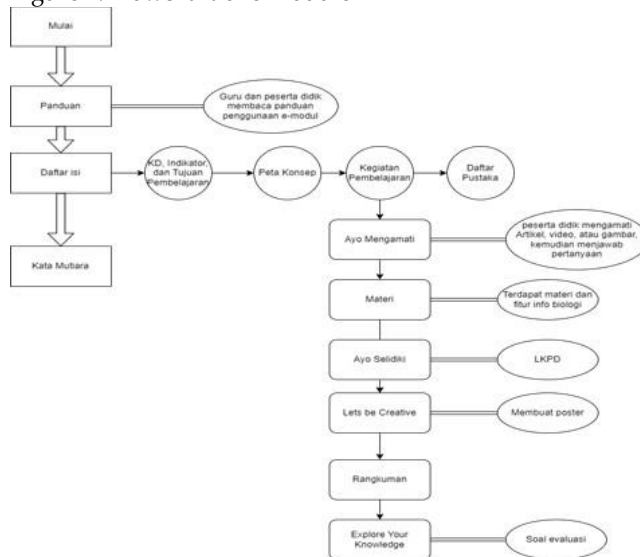 Mulai
Panduan
Guru dan peserta didik
membaca panduan
penggunaan e-modul
Daftar isi
KD, Indikator,
dan Tujuan
Pembelajaran
Peta Konsep
Kegiatan
Pembelajaran
Daftar
Pustaka
Kata Mutiara
Ayo Mengamati
peserta didik mengamati
Artikel, video, atau gambar,
kemudian menjawab
pertanyaan
Materi
Terdapat materi dan
fitur info biologi
Ayo Selidiki
LKPD
Lets be Creative
Membuat poster
Rangkuman
Explore Your
Knowledge
Soal evaluasi